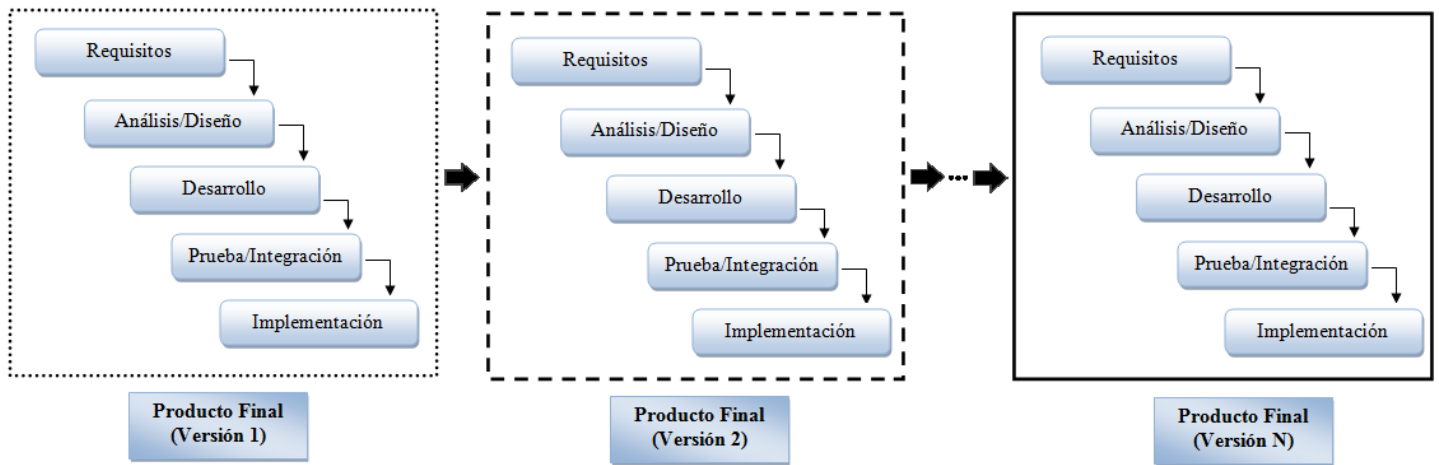 Requisitos
Análisis/Diseño
Desarrollo
Prueba/Integración
Implementación
Producto Final
(Versión 1)
Requisitos
Análisis/Diseño
Desarrollo
Prueba/Integración
Implementación
Producto Final
(Versión 2)
Requisitos
Análisis/Diseño
Desarrollo
Prueba/Integración
Implementación
Producto Final
(Versión N)